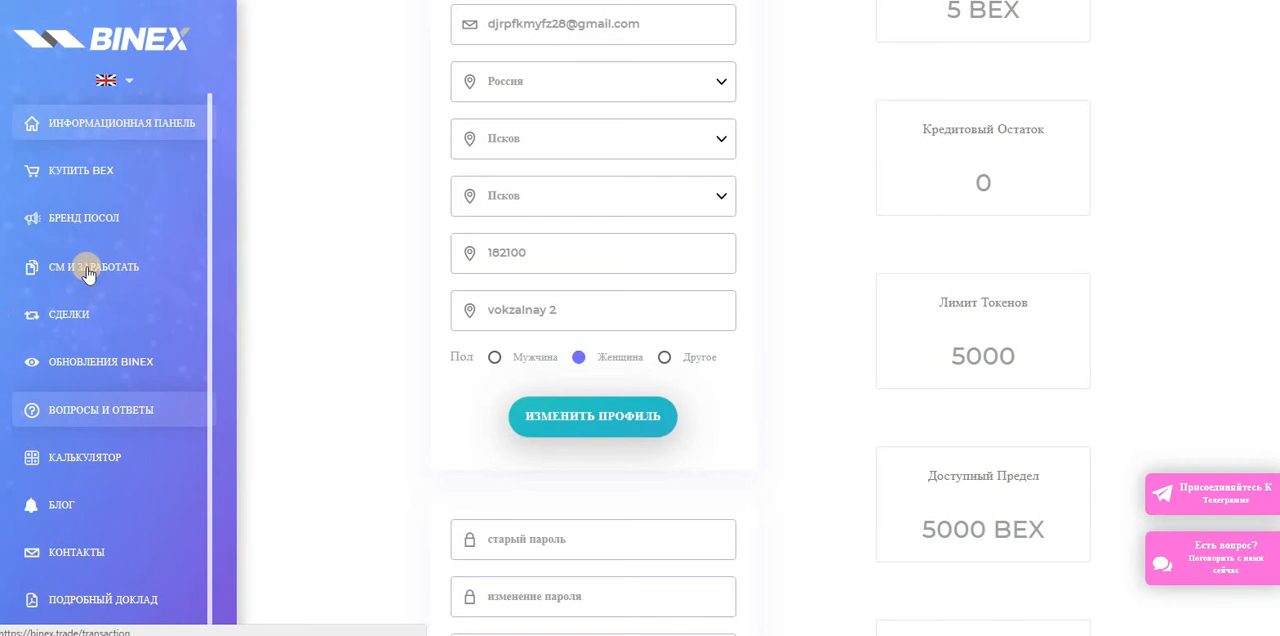 BINEX
ИНФОРМАЦИОННАЯ ПАНЕЛЬ
КУПИТЬ BEX
БРЕНД ПОСОЛ
СМ И ЗАРАБОТАТЬ
СДЕЛКИ
ОБНОВЛЕНИЯ BINEX
ВОПРОСЫ И ОТВЕТЫ
КАЛЬКУЛЯТОР
БЛОГ
КОНТАКТЫ
ПОДРОБНЫЙ ДОКЛАД
https://binex.trade/transaction
djrpfkmyfz28@gmail.com
Россия
Псков
Псков
182100
vokzalnay 2
Пол Мужчина Женщина Другое
ИЗМЕНИТЬ ПРОФИЛЬ
старый пароль
изменение пароля
5 BEX
Кредитовый Остаток
0
Лимит Токенов
5000
Доступный Предел
5000 BEX
Присоединяйтесь К
Телеграмме
Есть вопрос?
Поговорить с нами
сейчас